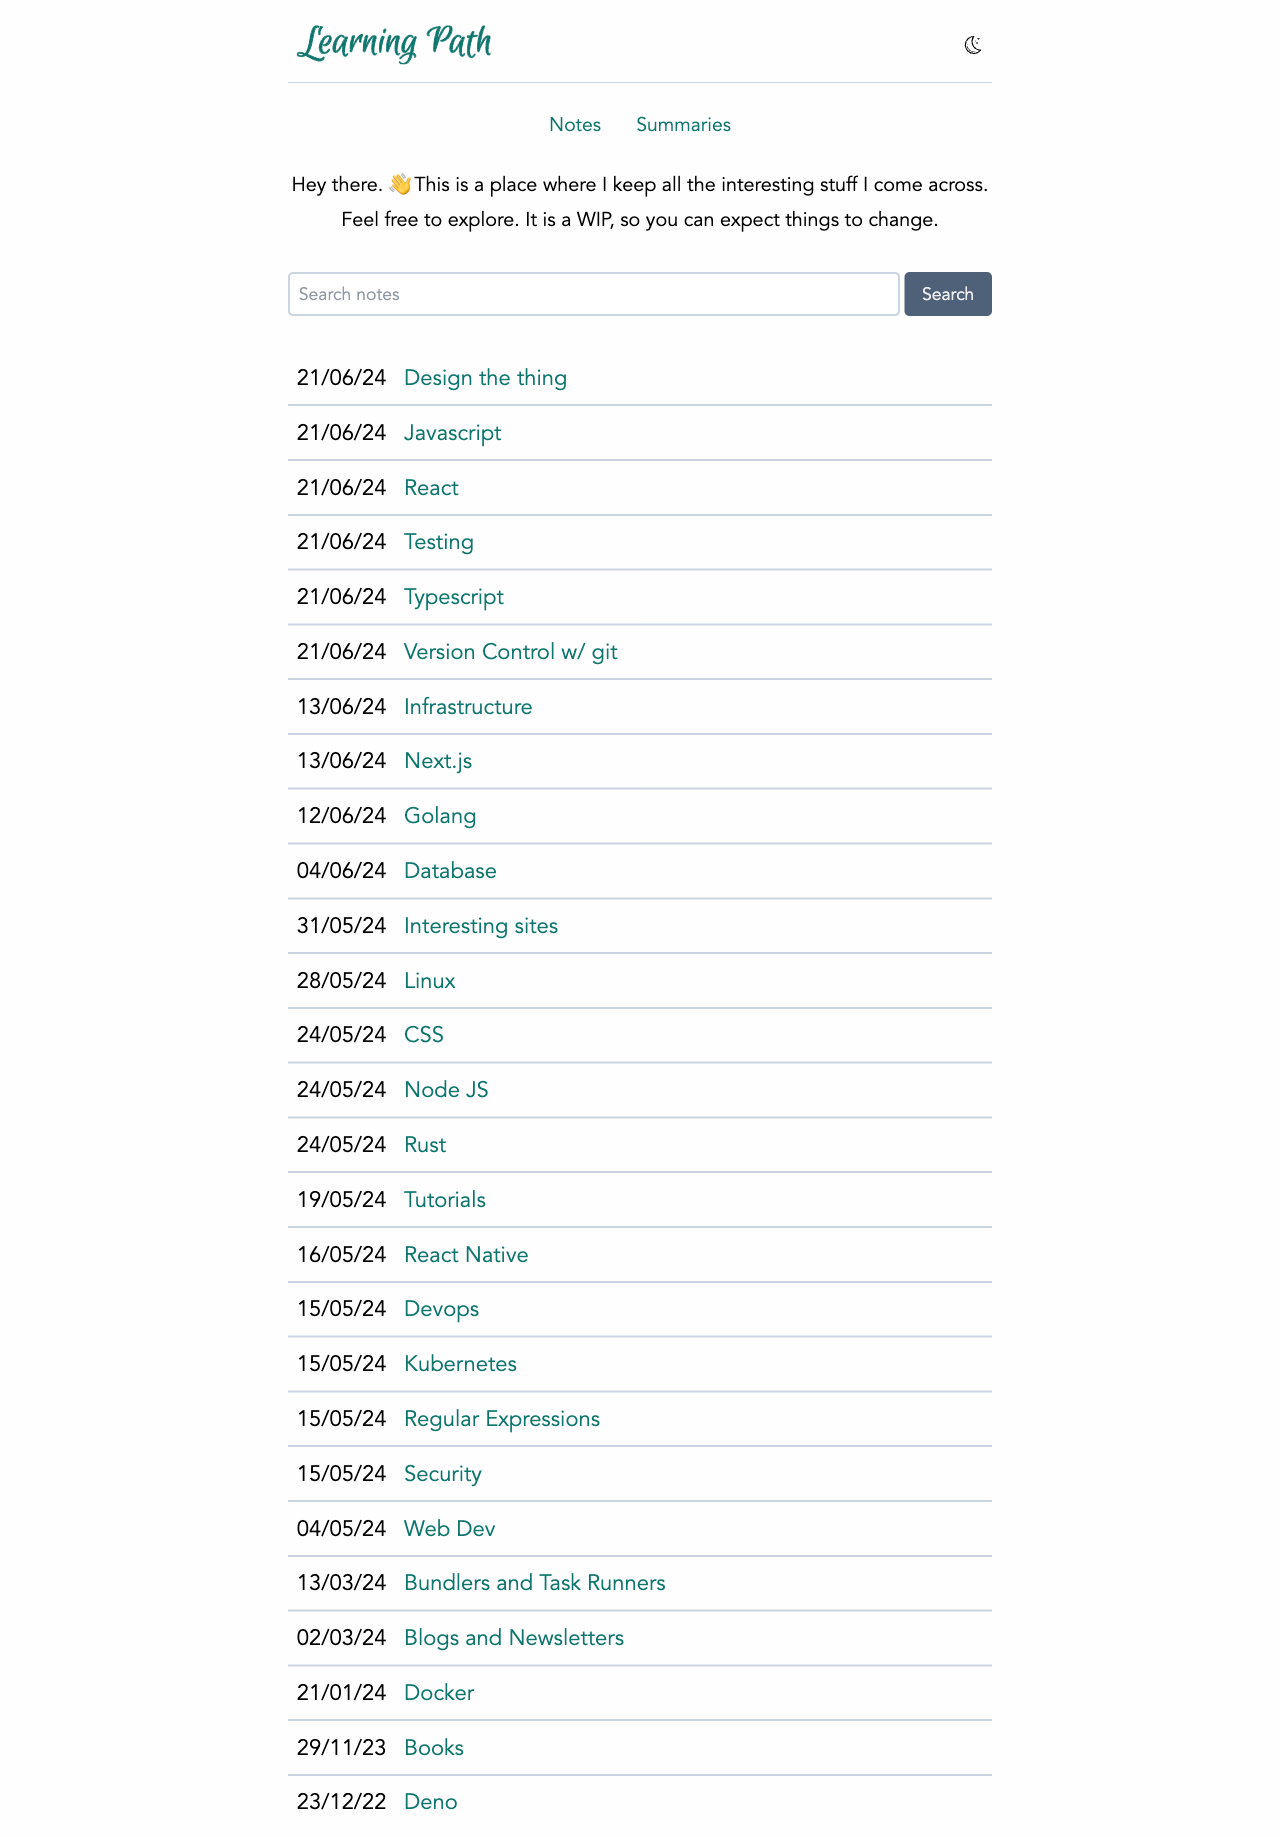 Learning Path
Notes Summaries
Hey there. 👋 This is a place where I keep all the interesting stuff I come across.
Feel free to explore. It is a WIP, so you can expect things to change.
Search notes Search
21/06/24 Design the thing
21/06/24 Javascript
21/06/24 React
21/06/24 Testing
21/06/24 Typescript
21/06/24 Version Control w/ git
13/06/24 Infrastructure
13/06/24 Next.js
12/06/24 Golang
04/06/24 Database
31/05/24 Interesting sites
28/05/24 Linux
24/05/24 CSS
24/05/24 Node JS
24/05/24 Rust
19/05/24 Tutorials
16/05/24 React Native
15/05/24 Devops
15/05/24 Kubernetes
15/05/24 Regular Expressions
15/05/24 Security
04/05/24 Web Dev
13/03/24 Bundlers and Task Runners
02/03/24 Blogs and Newsletters
21/01/24 Docker
29/11/23 Books
23/12/22 Deno